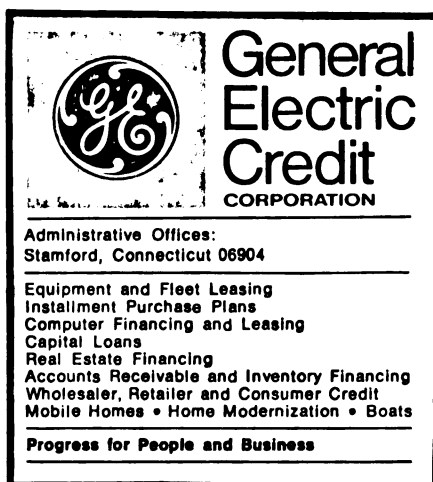 GE
General
Electric
Credit
CORPORATION
Administrative Offices:
Stamford, Connecticut 06904
Equipment and Fleet Leasing
Installment Purchase Plans
Computer Financing and Leasing
Capital Loans
Real Estate Financing
Accounts Receivable and Inventory Financing
Wholesaler, Retailer and Consumer Credit
Mobile Homes • Home Modernization • Boats
Progress for People and Business